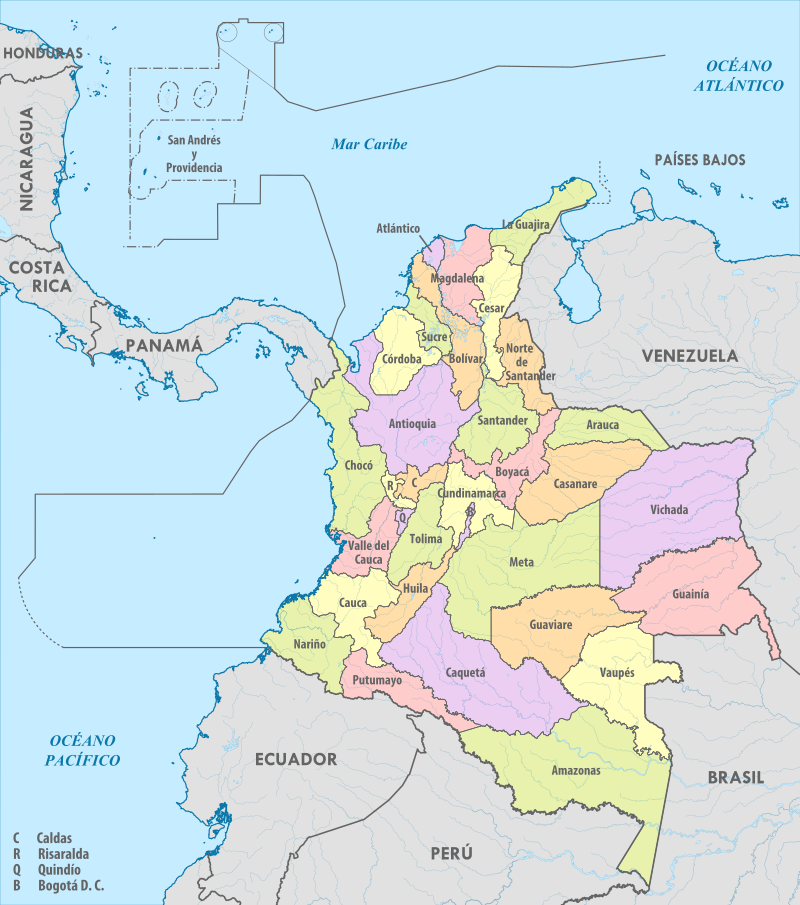 HONDURAS
OCÉANO
ATLÁNTICO
NICARAGUA
San Andrés
y
Providencia
Mar Caribe
PAÍSES BAJOS
La Guajira
Atlántico
COSTA
RICA
Magdalena
Cesar
PANAMÁ
Sucre
Córdoba
Bolívar
Norte
de
Santander
VENEZUELA
Antioquia
Santander
Arauca
Chocó
Boyacá
R
C
Cundinamarca
Casanare
Q
B
Vichada
Valle del
Cauca
Tolima
Meta
Huila
Guainía
Cauca
Guaviare
Nariño
Putumayo
Caquetá
Vaupés
OCÉANO
PACÍFICO
ECUADOR
Amazonas
BRASIL
PERÚ
C Caldas
R Risaralda
Q Quindío
B Bogotá D. C.